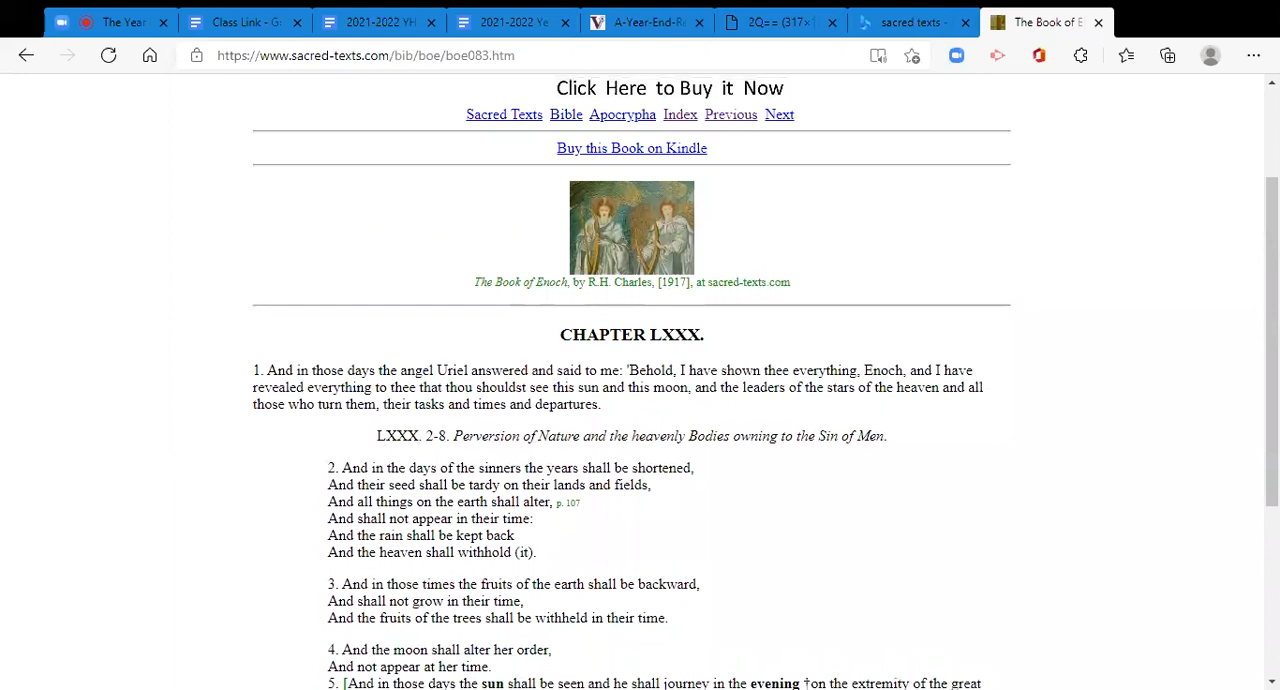 The Year
Class Link - G
2021-2022 YH
2021-2022 Ye
A-Year-End-Re
2Q== (317×
sacred texts -
The Book of E
https://www.sacred-texts.com/bib/boe/boe083.htm
Click Here to Buy it Now
Sacred Texts Bible Apocrypha Index Previous Next
Buy this Book on Kindle
The Book of Enoch, by R.H. Charles, [1917], at sacred-texts.com
CHAPTER LXXX.
1. And in those days the angel Uriel answered and said to me: 'Behold, I have shown thee everything, Enoch, and I have
revealed everything to thee that thou shouldst see this sun and this moon, and the leaders of the stars of the heaven and all
those who turn them, their tasks and times and departures.
LXXX. 2-8. Perversion of Nature and the heavenly Bodies owning to the Sin of Men.
2. And in the days of the sinners the years shall be shortened,
And their seed shall be tardy on their lands and fields,
And all things on the earth shall alter, p. 107
And shall not appear in their time:
And the rain shall be kept back
And the heaven shall withhold (it).
3. And in those times the fruits of the earth shall be backward,
And shall not grow in their time,
And the fruits of the trees shall be withheld in their time.
4. And the moon shall alter her order,
And not appear at her time.
5. [And in those days the sun shall be seen and he shall journey in the evening †on the extremity of the great